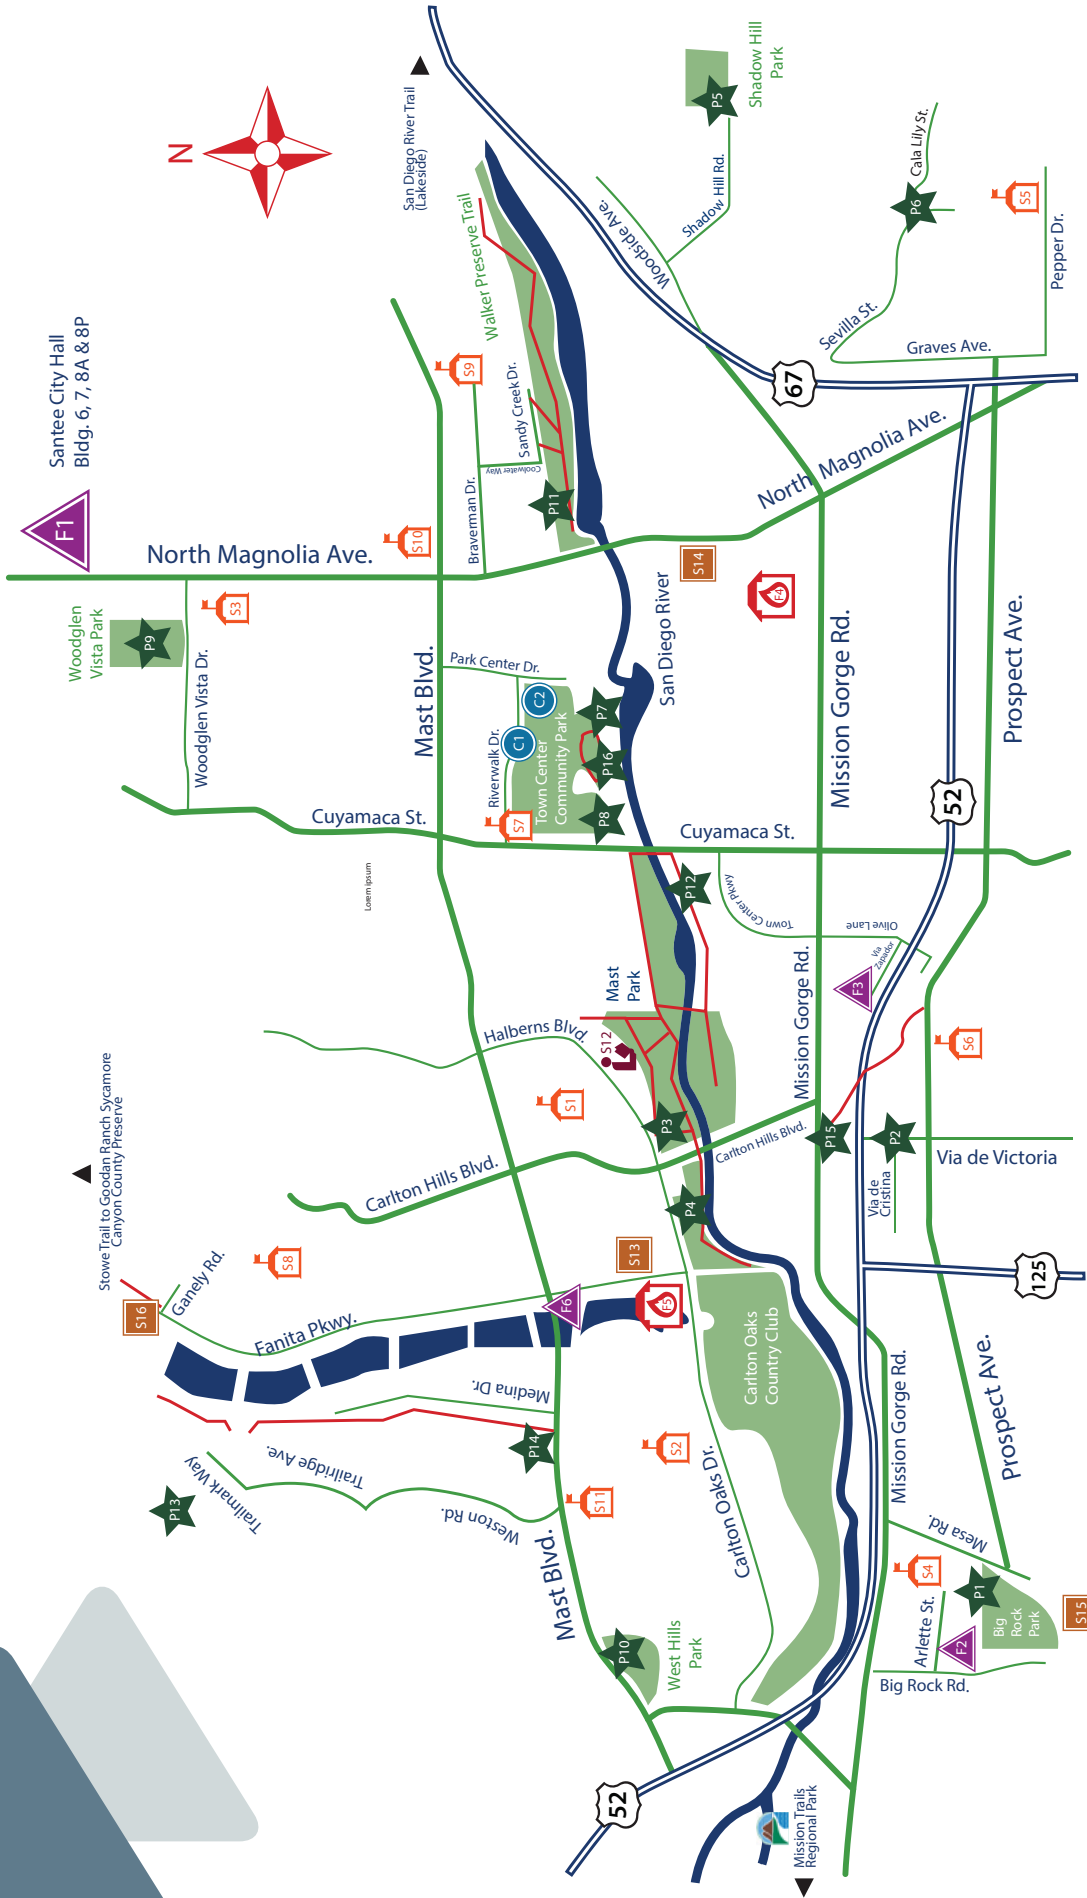 N
San Diego River Trail
(Lakeside)
Santee City Hall
Bldg. 6, 7, 8A & 8P
F1
North Magnolia Ave.
Woodglen
Vista Park
P9
S3
Woodglen Vista Dr.
S10
Mast Blvd.
Cuyamaca St.
Lorem ipsum
S9
Braverman Dr.
Coolwater Way
Sandy Creek Dr.
Walker Preserve Trail
P11
Park Center Dr.
Riverwalk Dr.
C2
C1
Town Center
Community Park
S7
P7
P16
P8
San Diego River
S14
F4
Woodside Ave.
Shadow Hill Rd.
P5
Shadow Hill
Park
67
North Magnolia Ave.
Cala Lily St.
P6
Sevilla St.
S5
Graves Ave.
Pepper Dr.
Mission Gorge Rd.
Prospect Ave.
52
Cuyamaca St.
P12
Town Center Pkwy
Olive Lane
Via
Zapador
F3
Mission Gorge Rd.
S6
Mast
Park
S12
Halberns Blvd.
S1
P3
Carlton Hills Blvd.
Carlton Hills Blvd.
P15
P2
Via de
Cristina
Via de Victoria
125
Stowe Trail to Goodan Ranch Sycamore
Canyon County Preserve
S16
Ganely Rd.
S8
Fanita Pkwy.
F6
S13
F5
P4
Carlton Oaks
Country Club
Medina Dr.
P14
Trailridge Ave.
Trailmark Way
P13
Weston Rd.
S11
S2
Carlton Oaks Dr.
Mast Blvd.
P10
West Hills
Park
Mission Gorge Rd.
Prospect Ave.
Mesa Rd.
S4
Arlette St.
P1
Big
Rock
Park
F2
S15
Big Rock Rd.
52
Mission Trails
Regional Park